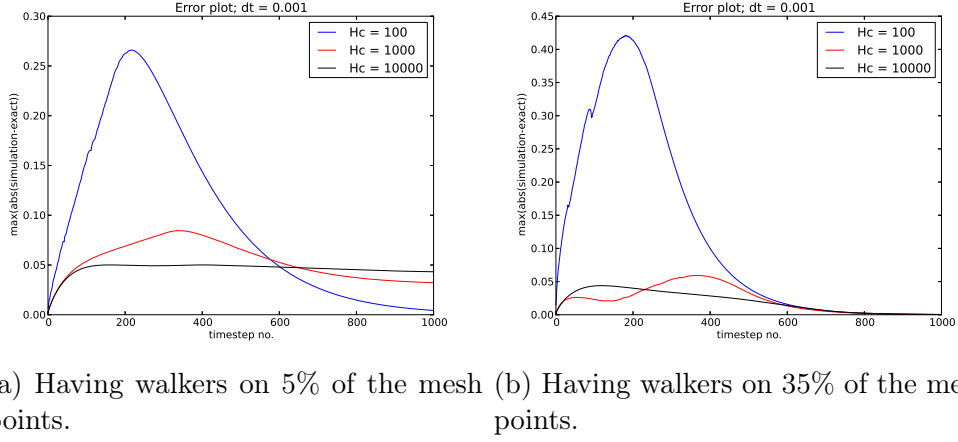 Error plot; dt = 0.001
max(abs(simulation-exact))
0.30
0.25
0.20
0.15
0.10
0.05
0.00
0
200
400
600
800
1000
timestep no.
Hc = 100
Hc = 1000
Hc = 10000
Error plot; dt = 0.001
max(abs(simulation-exact))
0.45
0.40
0.35
0.30
0.25
0.20
0.15
0.10
0.05
0.00
0
200
400
600
800
1000
timestep no.
Hc = 100
Hc = 1000
Hc = 10000
a) Having walkers on 5% of the mesh
oints.
(b) Having walkers on 35% of the me
points.